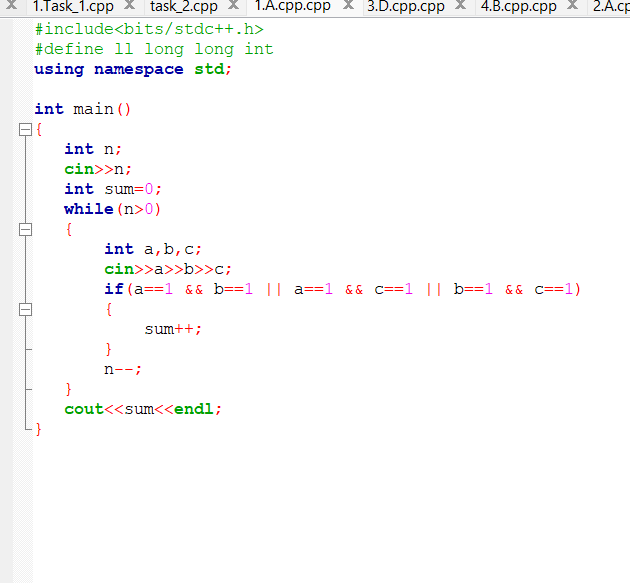 1.Task_1.cpp task_2.cpp 1.A.cpp.cpp 3.D.cpp.cpp 4.B.cpp.cpp 2.A.cp
#include<bits/stdc++.h>
#define ll long long int
using namespace std;
int main()
{
int n;
cin>>n;
int sum=0;
while(n>0)
{
int a,b,c;
cin>>a>>b>>c;
if(a==1 && b==1 || a==1 && c==1 || b==1 && c==1)
{
sum++;
}
n--;
}
cout<<sum<<endl;
}